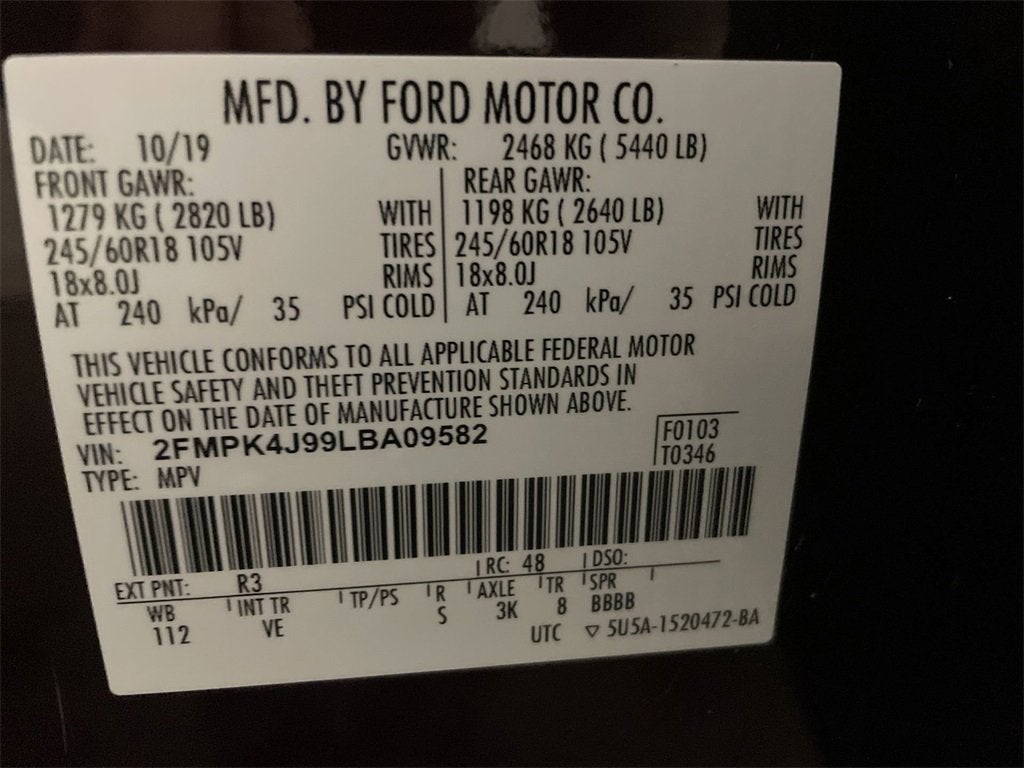 MFD. BY FORD MOTOR CO.
DATE: 10/19 GVWR: 2468 KG ( 5440 LB)
FRONT GAWR: REAR GAWR:
1279 KG ( 2820 LB) WITH 1198 KG ( 2640 LB) WITH
245/60R18 105V TIRES 245/60R18 105V TIRES
18x8.0J RIMS 18x8.0J RIMS
AT 240 kPa/ 35 PSI COLD AT 240 kPa/ 35 PSI COLD
THIS VEHICLE CONFORMS TO ALL APPLICABLE FEDERAL MOTOR
VEHICLE SAFETY AND THEFT PREVENTION STANDARDS IN
EFFECT ON THE DATE OF MANUFACTURE SHOWN ABOVE.
VIN: 2FMPK4J99LBA09582 F0103
TYPE: MPV T0346
EXT PNT: R3 RC: 48 DSO:
WB INT TR TP/PS R AXLE TR SPR
112 VE S 3K 8 BBBB
UTC ▽ 5U5A-1520472-BA